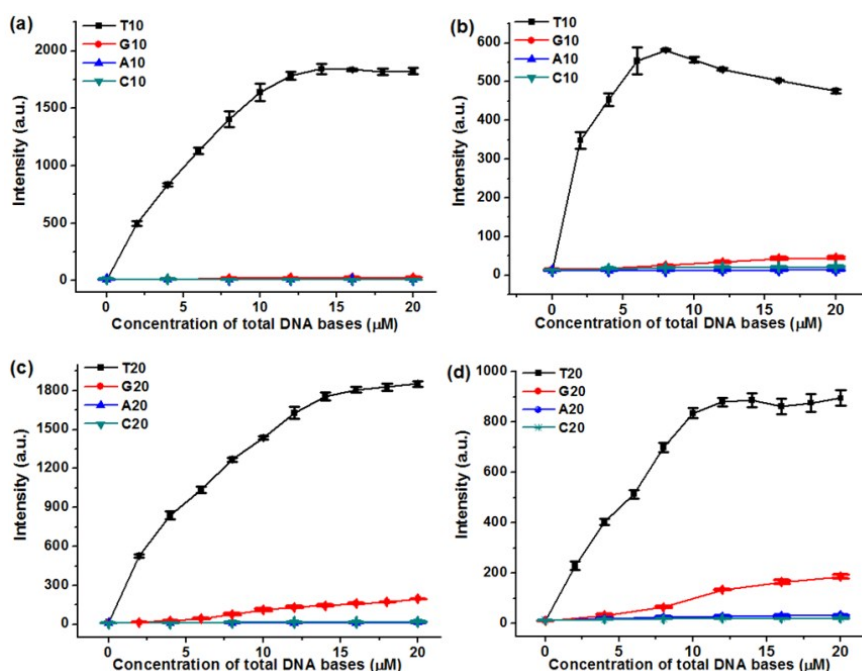 (a)
T10
G10
A10
C10
2000
1500
1000
500
0
Intensity (a.u.)
0 5 10 15 20
Concentration of total DNA bases (μM)
(b)
T10
G10
A10
C10
600
500
400
300
200
100
0
Intensity (a.u.)
0 5 10 15 20
Concentration of total DNA bases (μM)
(c)
T20
G20
A20
C20
1800
1500
1200
900
600
300
0
Intensity (a.u.)
0 5 10 15 20
Concentration of total DNA bases (μM)
(d)
T20
G20
A20
C20
1000
800
600
400
200
0
Intensity (a.u.)
0 5 10 15 20
Concentration of total DNA bases (μM)